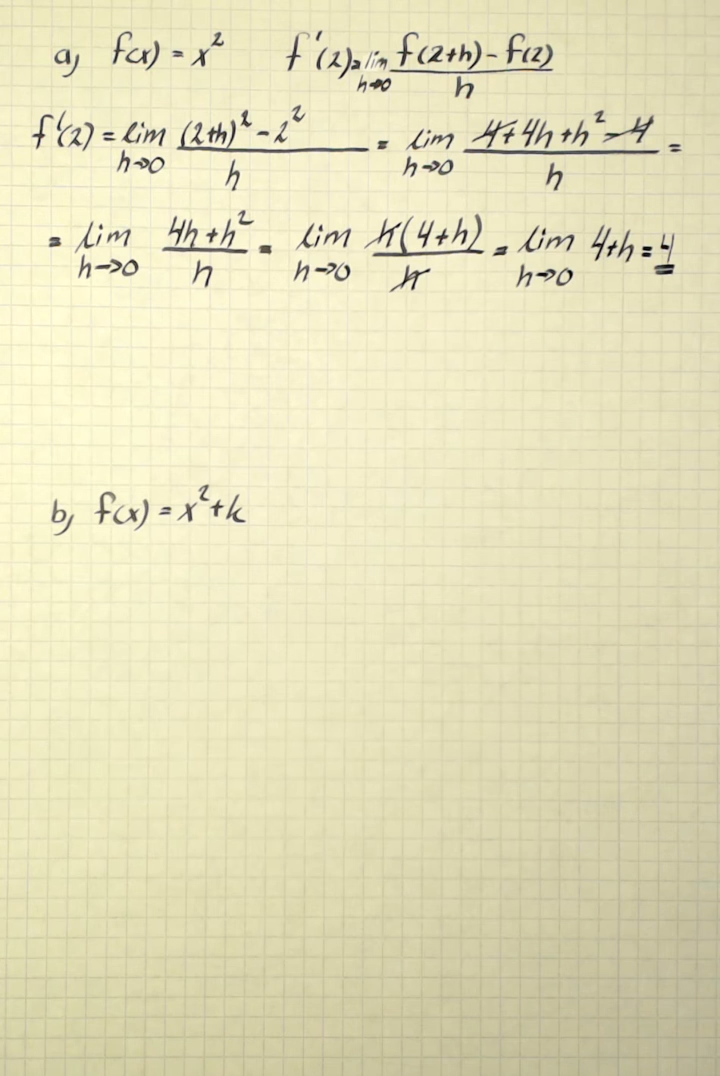 a) f(x) = x² f'(2) = lim h→0 f(2+h) - f(2) / h
f'(2) = lim h→0 (2+h)² - 2² / h = lim h→0 4 + 4h + h² - 4 / h =
= lim h→0 4h + h² / h = lim h→0 h(4+h) / h = lim h→0 4+h = 4
b) f(x) = x² + k